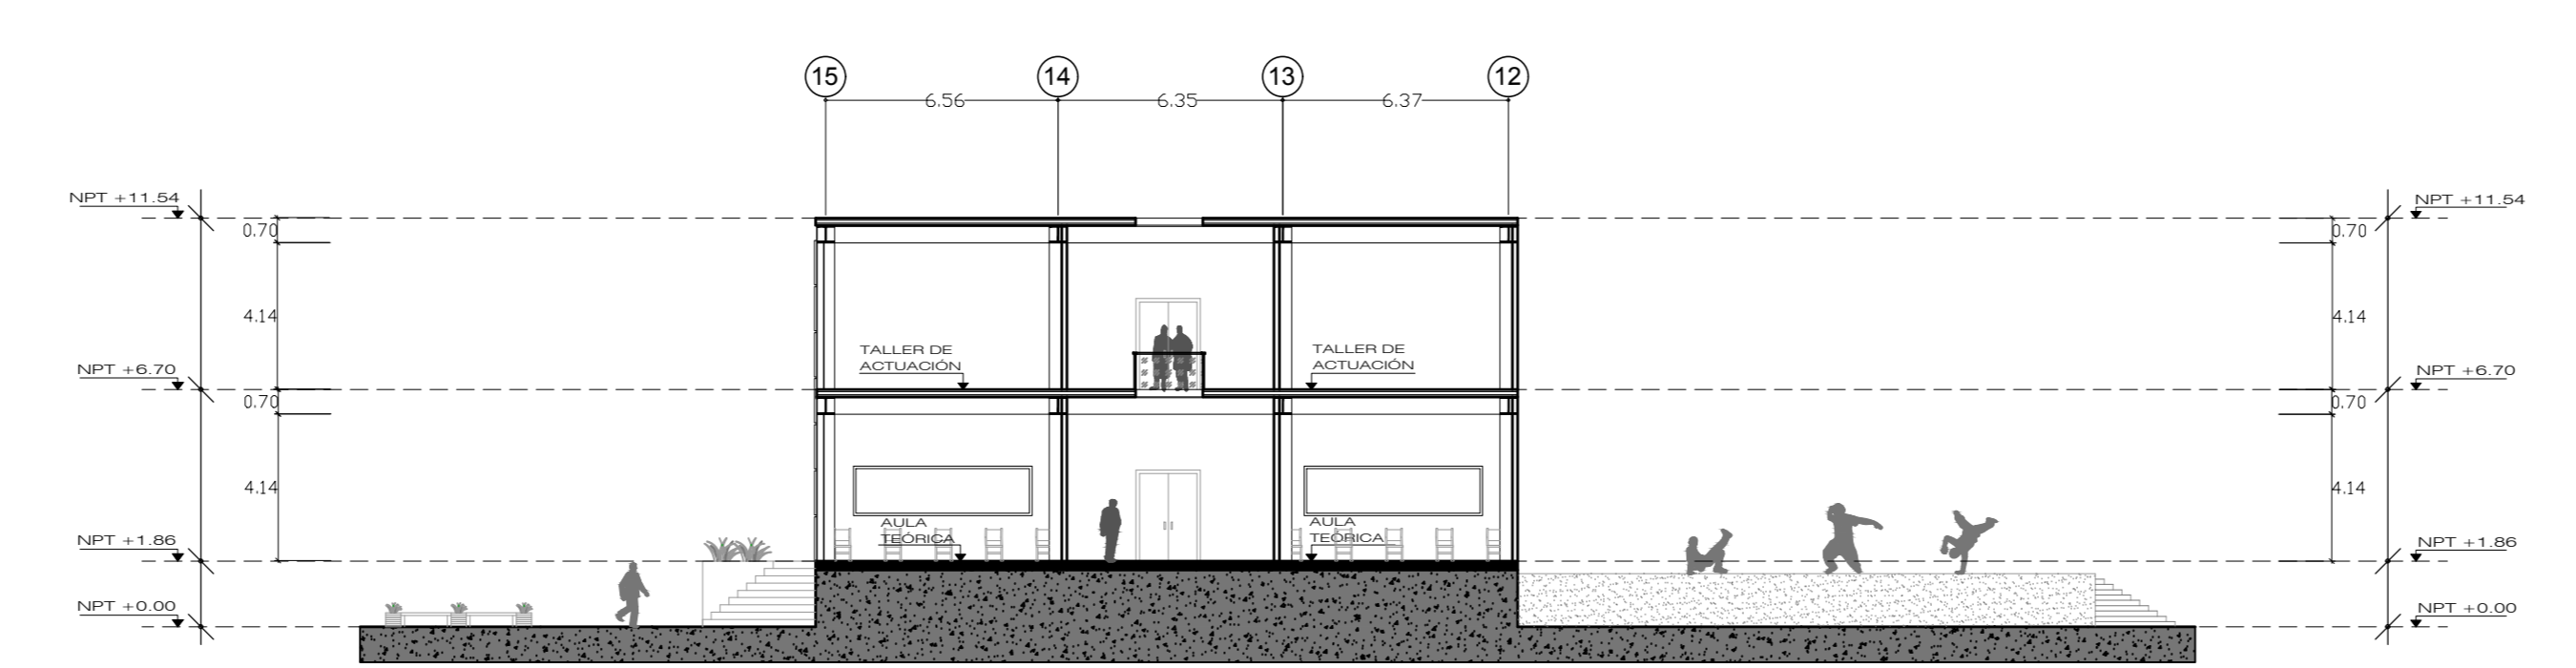 15 14 13 12
6.56 6.35 6.37
NPT +11.54 NPT +11.54
0.70 0.70
4.14 4.14
TALLER DE TALLER DE
ACTUACIÓN ACTUACIÓN
NPT +6.70 NPT +6.70
0.70 0.70
4.14 4.14
AULA AULA
TEÓRICA TEÓRICA
NPT +1.86 NPT +1.86
NPT +0.00 NPT +0.00